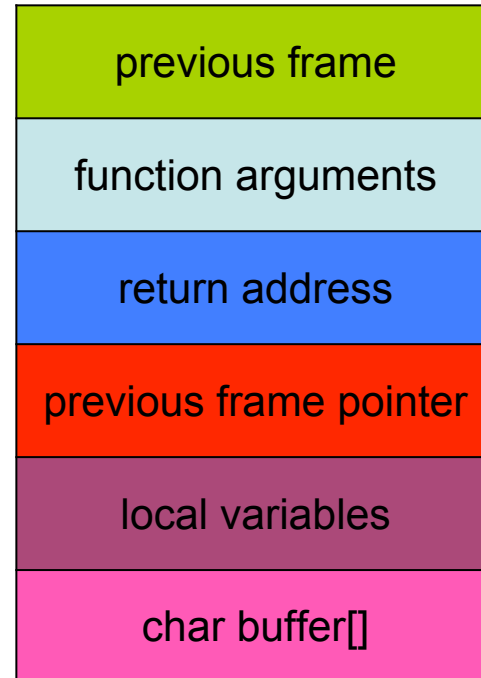 previous frame
function arguments
return address
previous frame pointer
local variables
char buffer[]